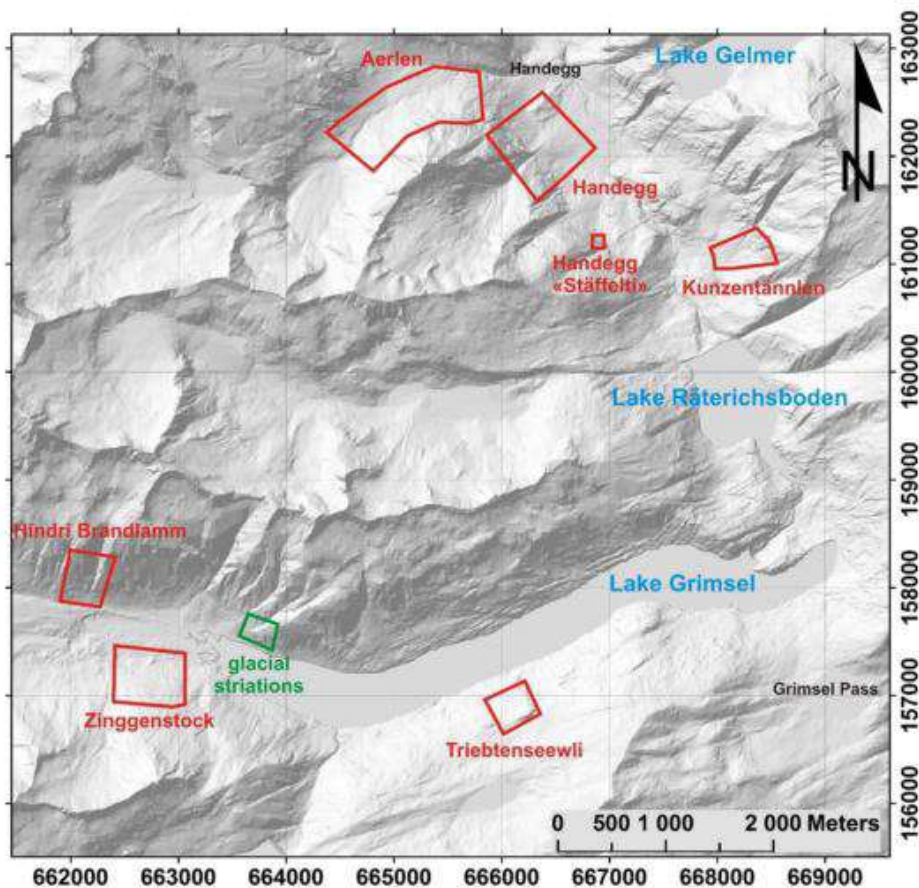 Aerlen
Handegg
Lake Gelmer
Handegg
Handegg
«Stäffelti»
Kunzentännlen
Lake Räterichsboden
Hindri Brandlamm
Lake Grimsel
glacial
striations
Zinggenstock
Triebtenseewli
Grimsel Pass
N
0 500 1 000 2 000 Meters
163000
162000
161000
160000
159000
158000
157000
156000
662000 663000 664000 665000 666000 667000 668000 669000